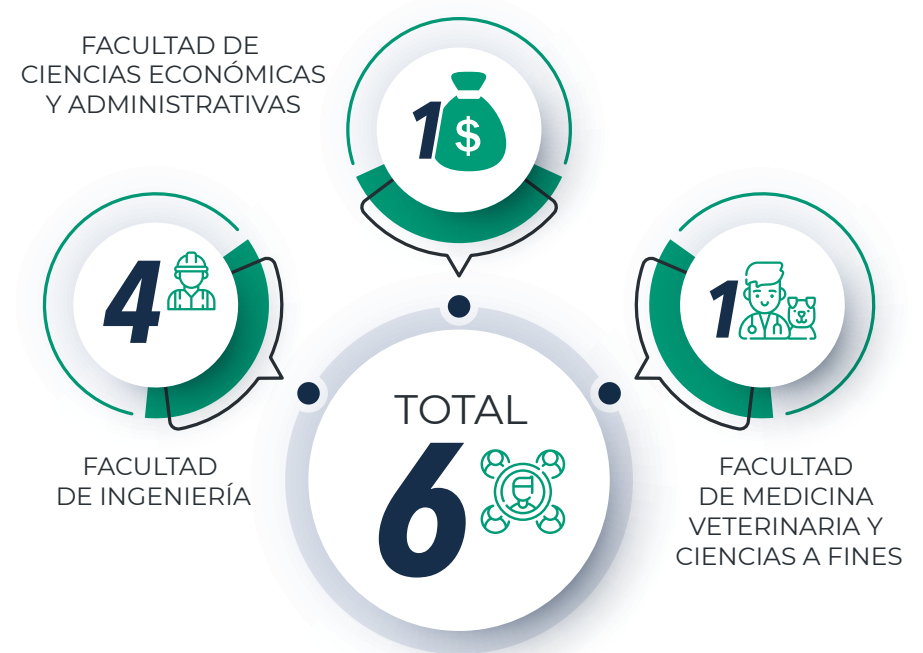 FACULTAD DE
CIENCIAS ECONÓMICAS
Y ADMINISTRATIVAS
1
$
4
FACULTAD
DE INGENIERÍA
1
FACULTAD
DE MEDICINA
VETERINARIA Y
CIENCIAS A FINES
TOTAL
6